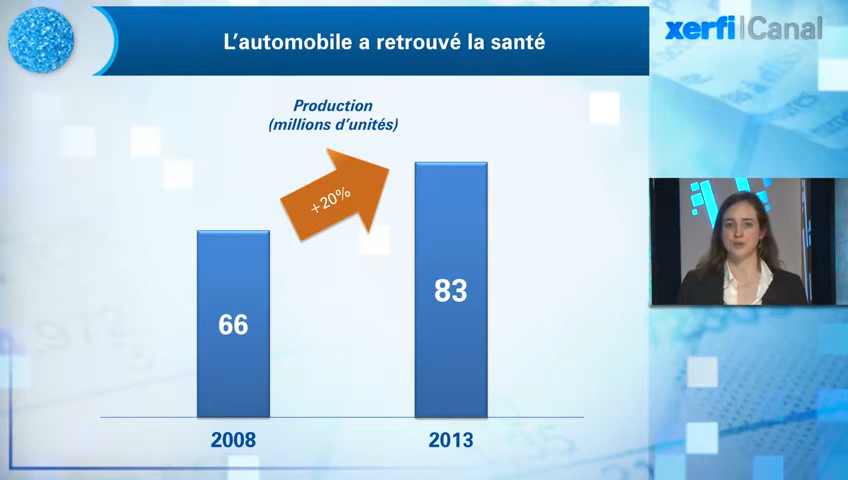 L'automobile a retrouvé la santé
xerfi|Canal
Production
(millions d'unités)
+20%
66
83
2008
2013